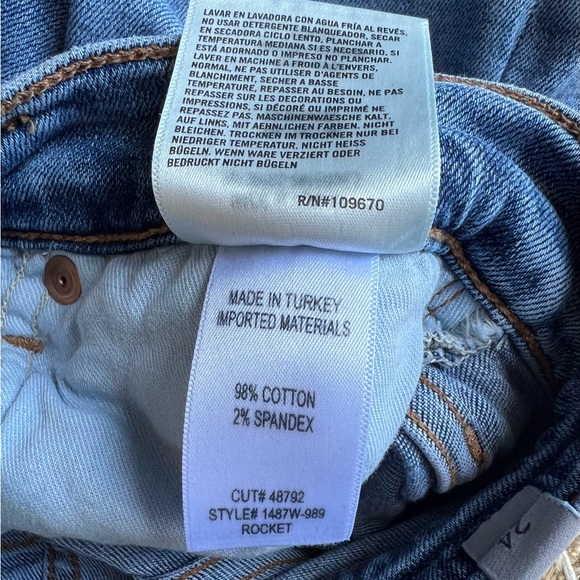 LAVAR EN LAVADORA CON AGUA FRÍA AL REVÉS.
NO USAR DETERGENTE BLANQUEADOR, SECAR
EN SECADORA CICLO LENTO, PLANCHAR A
TEMPERATURA MEDIANA SI ES NECESARIO, SI
ESTÁ ADORNADO O IMPRESO NO PLANCHAR.
LAVER EN MACHINE A FROID À L'ENVERS,
NORMAL, NE PAS UTILISER D'AGENTS DE
BLANCHIMENT, SECHER A BASSE
TEMPERATURE, REPASSER AU BESOIN, NE PAS
REPASSER SUR LES DECORATIONS OU
IMPRESSIONS, SI DÉCORÉ OU IMPRIMÉ NE
REPASSEZ PAS. MASCHINENWAESCHE KALT,
AUF LINKS, MIT AEHNLICHEN FARBEN. NICHT
BLEICHEN. TROCKNEN IM TROCKNER NUR BEI
NIEDRIGER TEMPERATUR. NICHT HEISS
BÜGELN. WENN WARE VERZIERT ODER
BEDRUCKT NICHT BÜGELN
R/N#109670
MADE IN TURKEY
IMPORTED MATERIALS
98% COTTON
2% SPANDEX
CUT# 48792
STYLE# 1487W-989
ROCKET
24